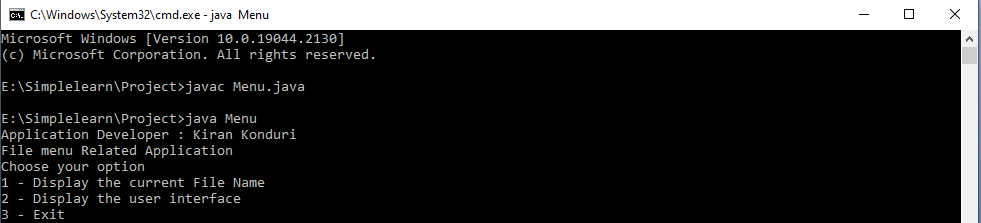 C:\Windows\System32\cmd.exe - java  Menu
Microsoft Windows [Version 10.0.19044.2130]
(c) Microsoft Corporation. All rights reserved.
E:\Simplelearn\Project>javac Menu.java
E:\Simplelearn\Project>java Menu
Application Developer : Kiran Konduri
File menu Related Application
Choose your option
1 - Display the current File Name
2 - Display the user interface
3 - Exit